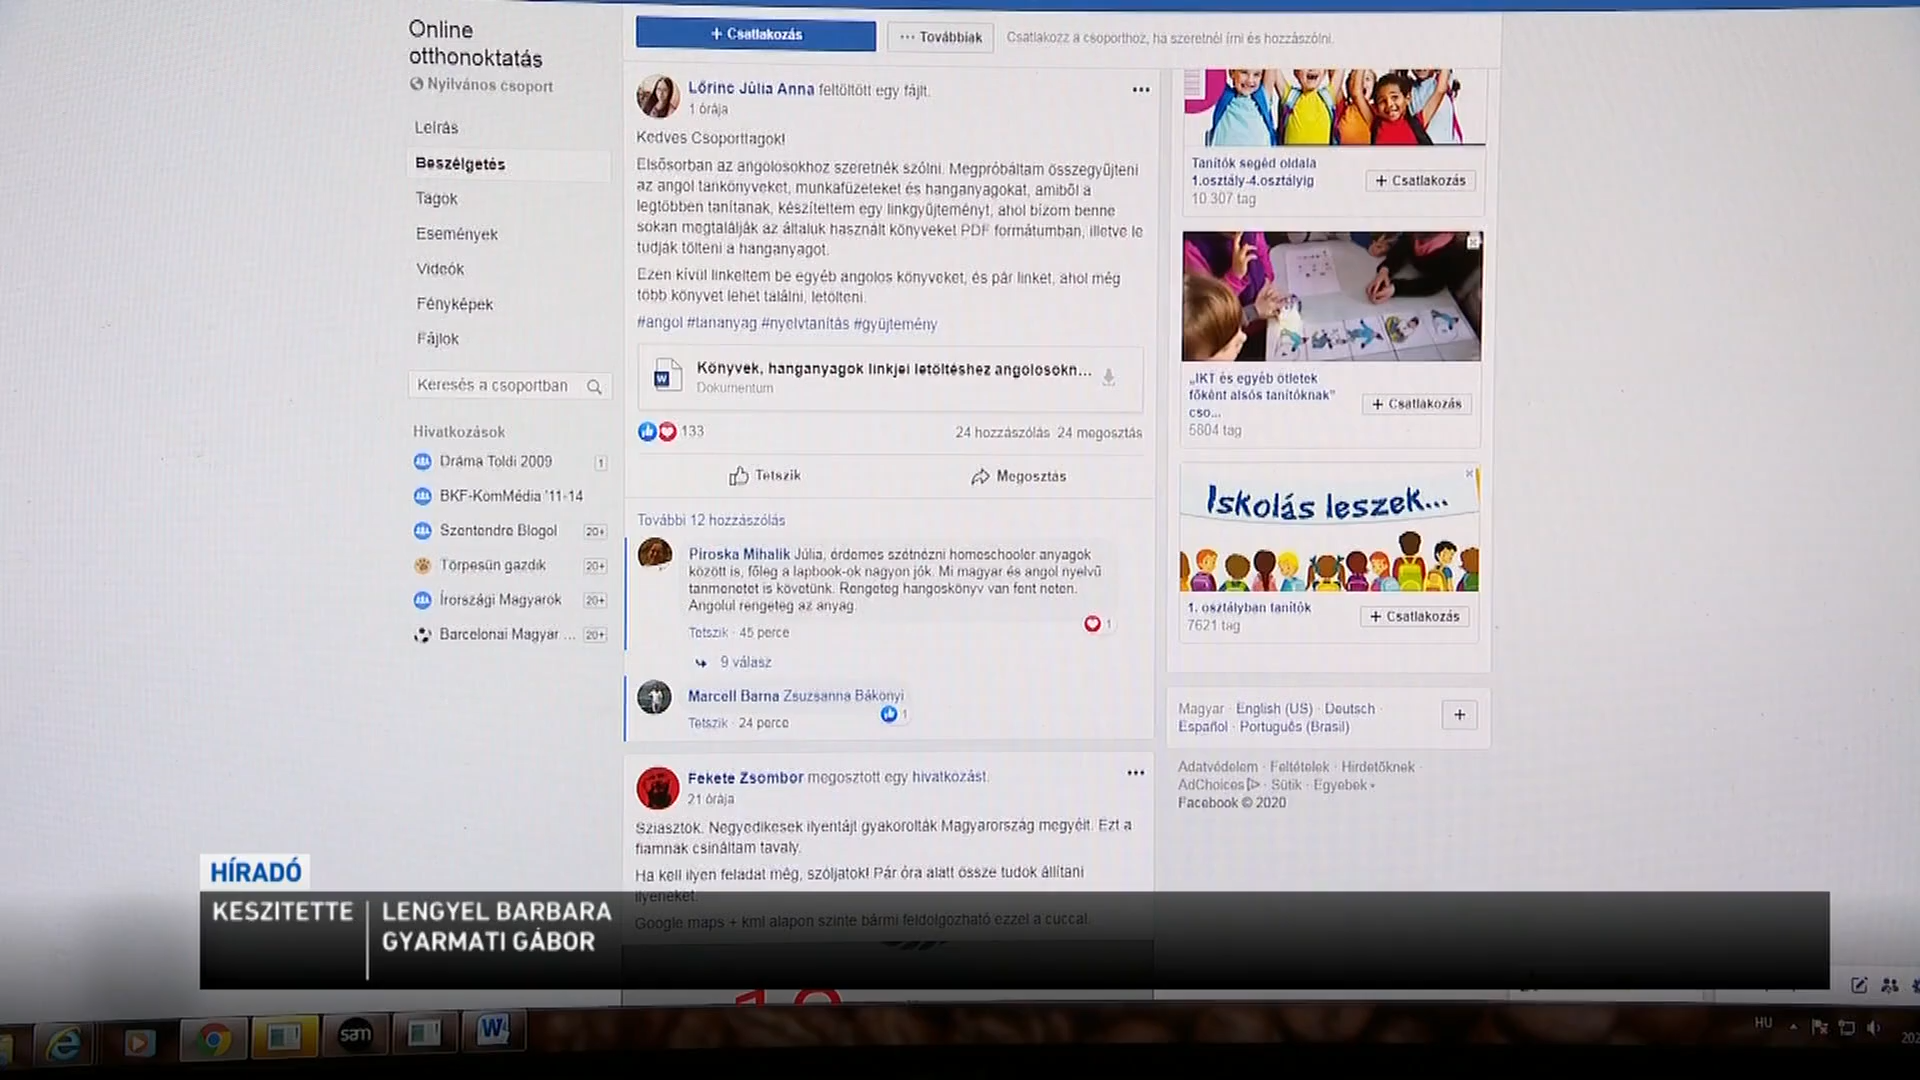 Online
otthonoktatás
Nyilvános csoport
Leírás
Beszélgetés
Tagok
Események
Videók
Fényképek
Fájlok
Keresés a csoportban
Hivatkozások
Dráma Toldi 2009 1
BKF-KomMédia '11-14
Szentendre Blogol 20+
Törpesün gazdik 20+
Írországi Magyarok 20+
Barcelonai Magyar ... 20+
+ Csatlakozás
··· Továbbiak
Csatlakozz a csoporthoz, ha szeretnél írni és hozzászólni.
Lőrinc Júlia Anna feltöltött egy fájlt.
1 órája
Kedves Csoporttagok!
Elsősorban az angolosokhoz szeretnék szólni. Megpróbáltam összegyűjteni
az angol tankönyveket, munkafüzeteket és hanganyagokat, amiből a
legtöbben tanítanak, készítettem egy linkgyűjteményt, ahol bízom benne
sokan megtalálják az általuk használt könyveket PDF formátumban, illetve le
tudják tölteni a hanganyagot.
Ezen kívül linkeltem be egyéb angolos könyveket, és pár linket, ahol még
több könyvet lehet találni, letölteni.
#angol #tananyag #nyelvtanítás #gyűjtemény
Könyvek, hanganyagok linkjei letöltéshez angolosokn...
Dokumentum
133
24 hozzászólás 24 megosztás
Tetszik
Megosztás
További 12 hozzászólás
Piroska Mihalik Júlia, érdemes szétnézni homeschooler anyagok
között is, főleg a lapbook-ok nagyon jók. Mi magyar és angol nyelvű
tanmenetet is követünk. Rengeteg hangoskönyv van fent neten.
Angolul rengeteg az anyag.
1
Tetszik · 45 perce
9 válasz
Marcell Barna Zsuzsanna Bákonyi
1
Tetszik · 24 perce
Fekete Zsombor megosztott egy hivatkozást.
21 órája
Sziasztok. Negyedikesek ilyentájt gyakorolták Magyarország megyéit. Ezt a
fiamnak csináltam tavaly.
Ha kell ilyen feladat még, szóljatok! Pár óra alatt össze tudok állítani
ilyeneket.
Google maps + kml alapon szinte bármi feldolgozható ezzel a cuccal.
Tanítók segéd oldala
1.osztály-4.osztályig
+ Csatlakozás
10 307 tag
„IKT és egyéb ötletek
főként alsós tanítóknak”
cso...
+ Csatlakozás
5804 tag
Iskolás leszek...
1. osztályban tanítók
+ Csatlakozás
7621 tag
Magyar · English (US) · Deutsch ·
Español · Português (Brasil)
+
Adatvédelem · Feltételek · Hirdetőknek ·
AdChoices · Sütik · Egyebek
Facebook © 2020
HÍRADÓ
KESZITETTE
LENGYEL BARBARA
GYARMATI GÁBOR
sam
HU